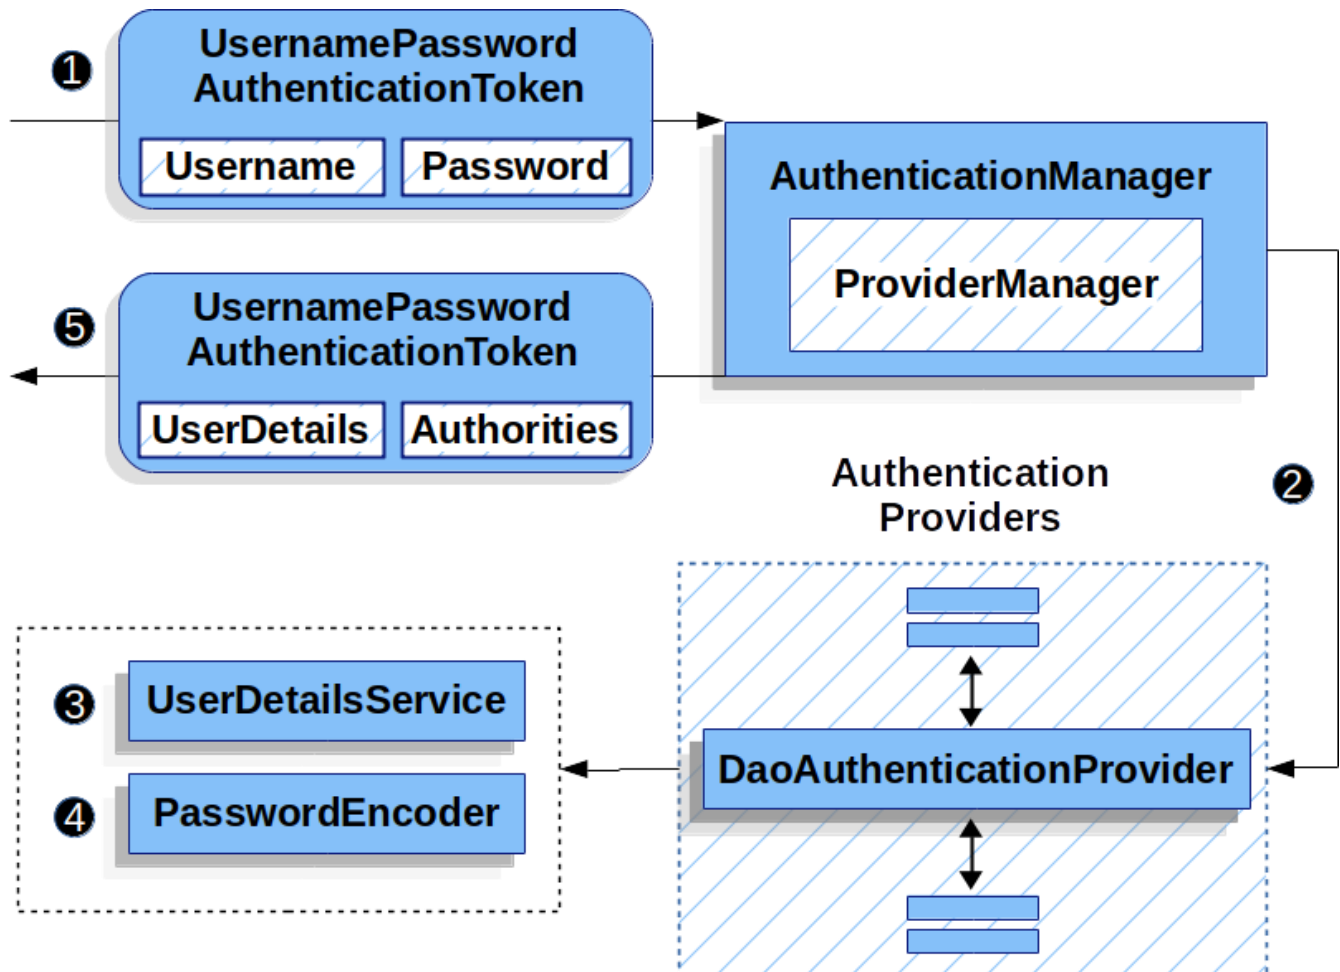 1
UsernamePassword
AuthenticationToken
Username
Password
AuthenticationManager
ProviderManager
5
UsernamePassword
AuthenticationToken
UserDetails
Authorities
Authentication
Providers
2
3
UserDetailsService
DaoAuthenticationProvider
4
PasswordEncoder